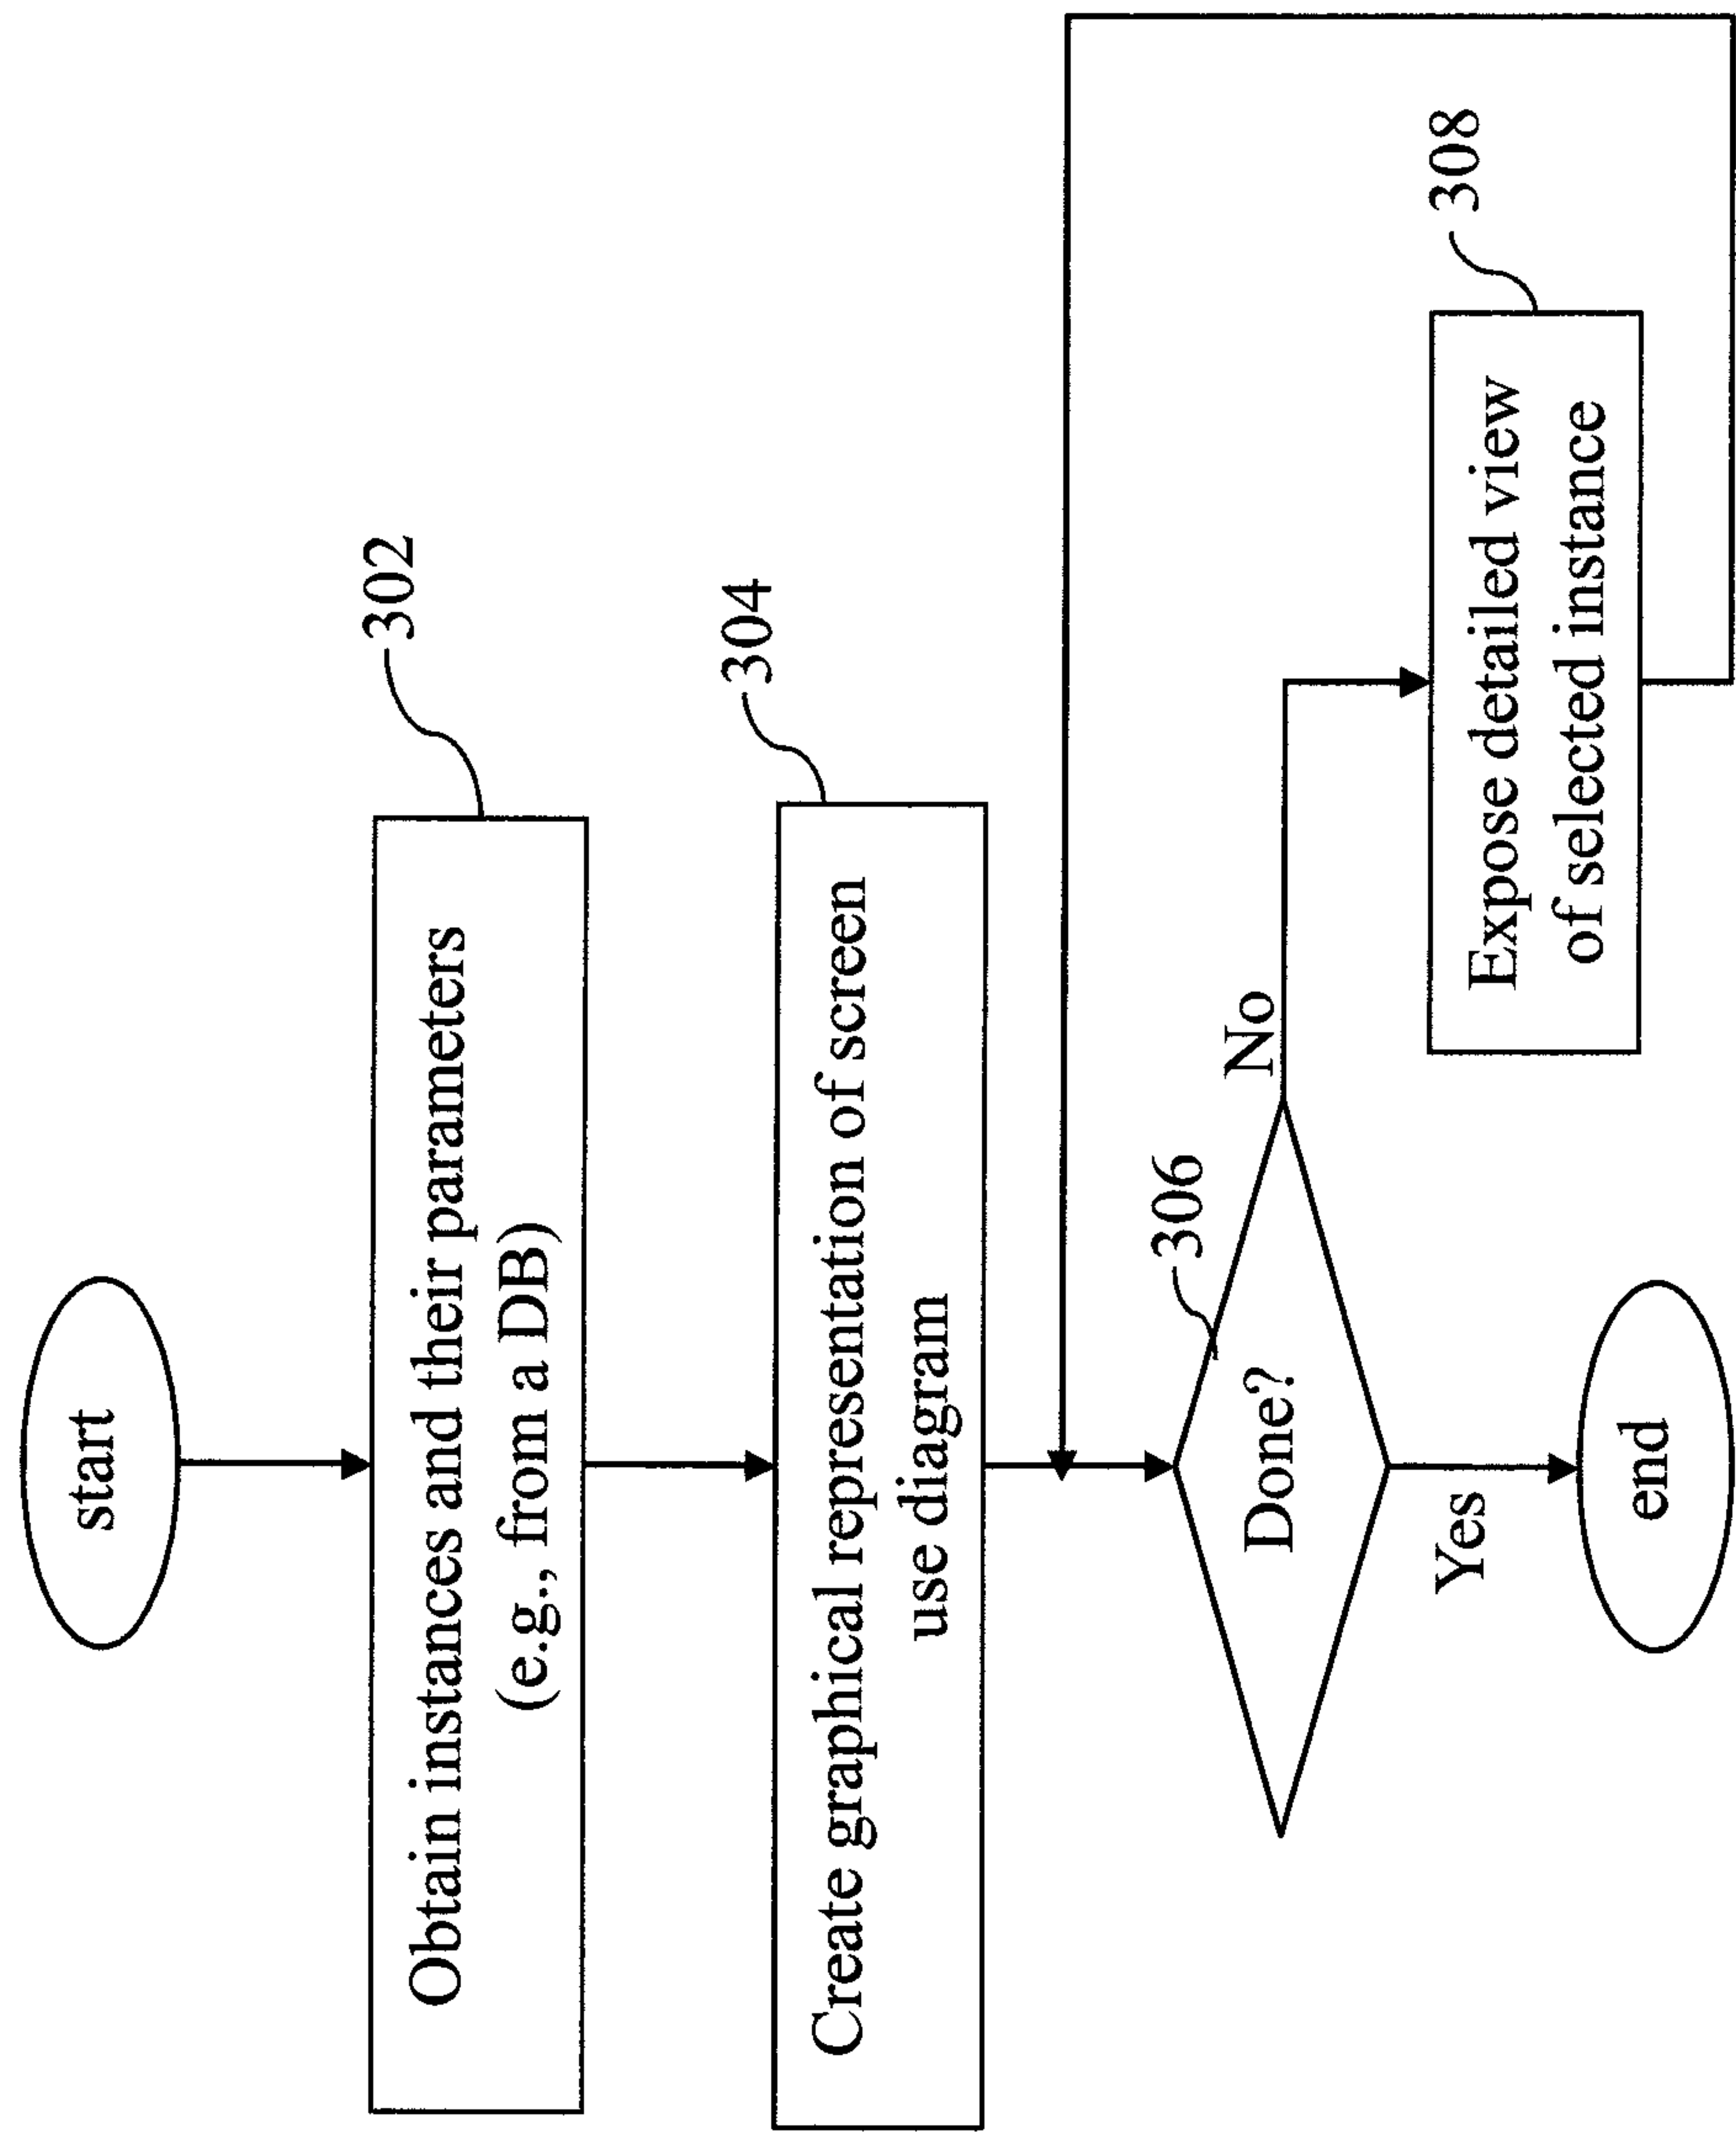 start
Obtain instances and their parameters
(e.g., from a DB)
302
Create graphical representation of screen
use diagram
304
Done?
306
No
Yes
Expose detailed view
of selected instance
308
end